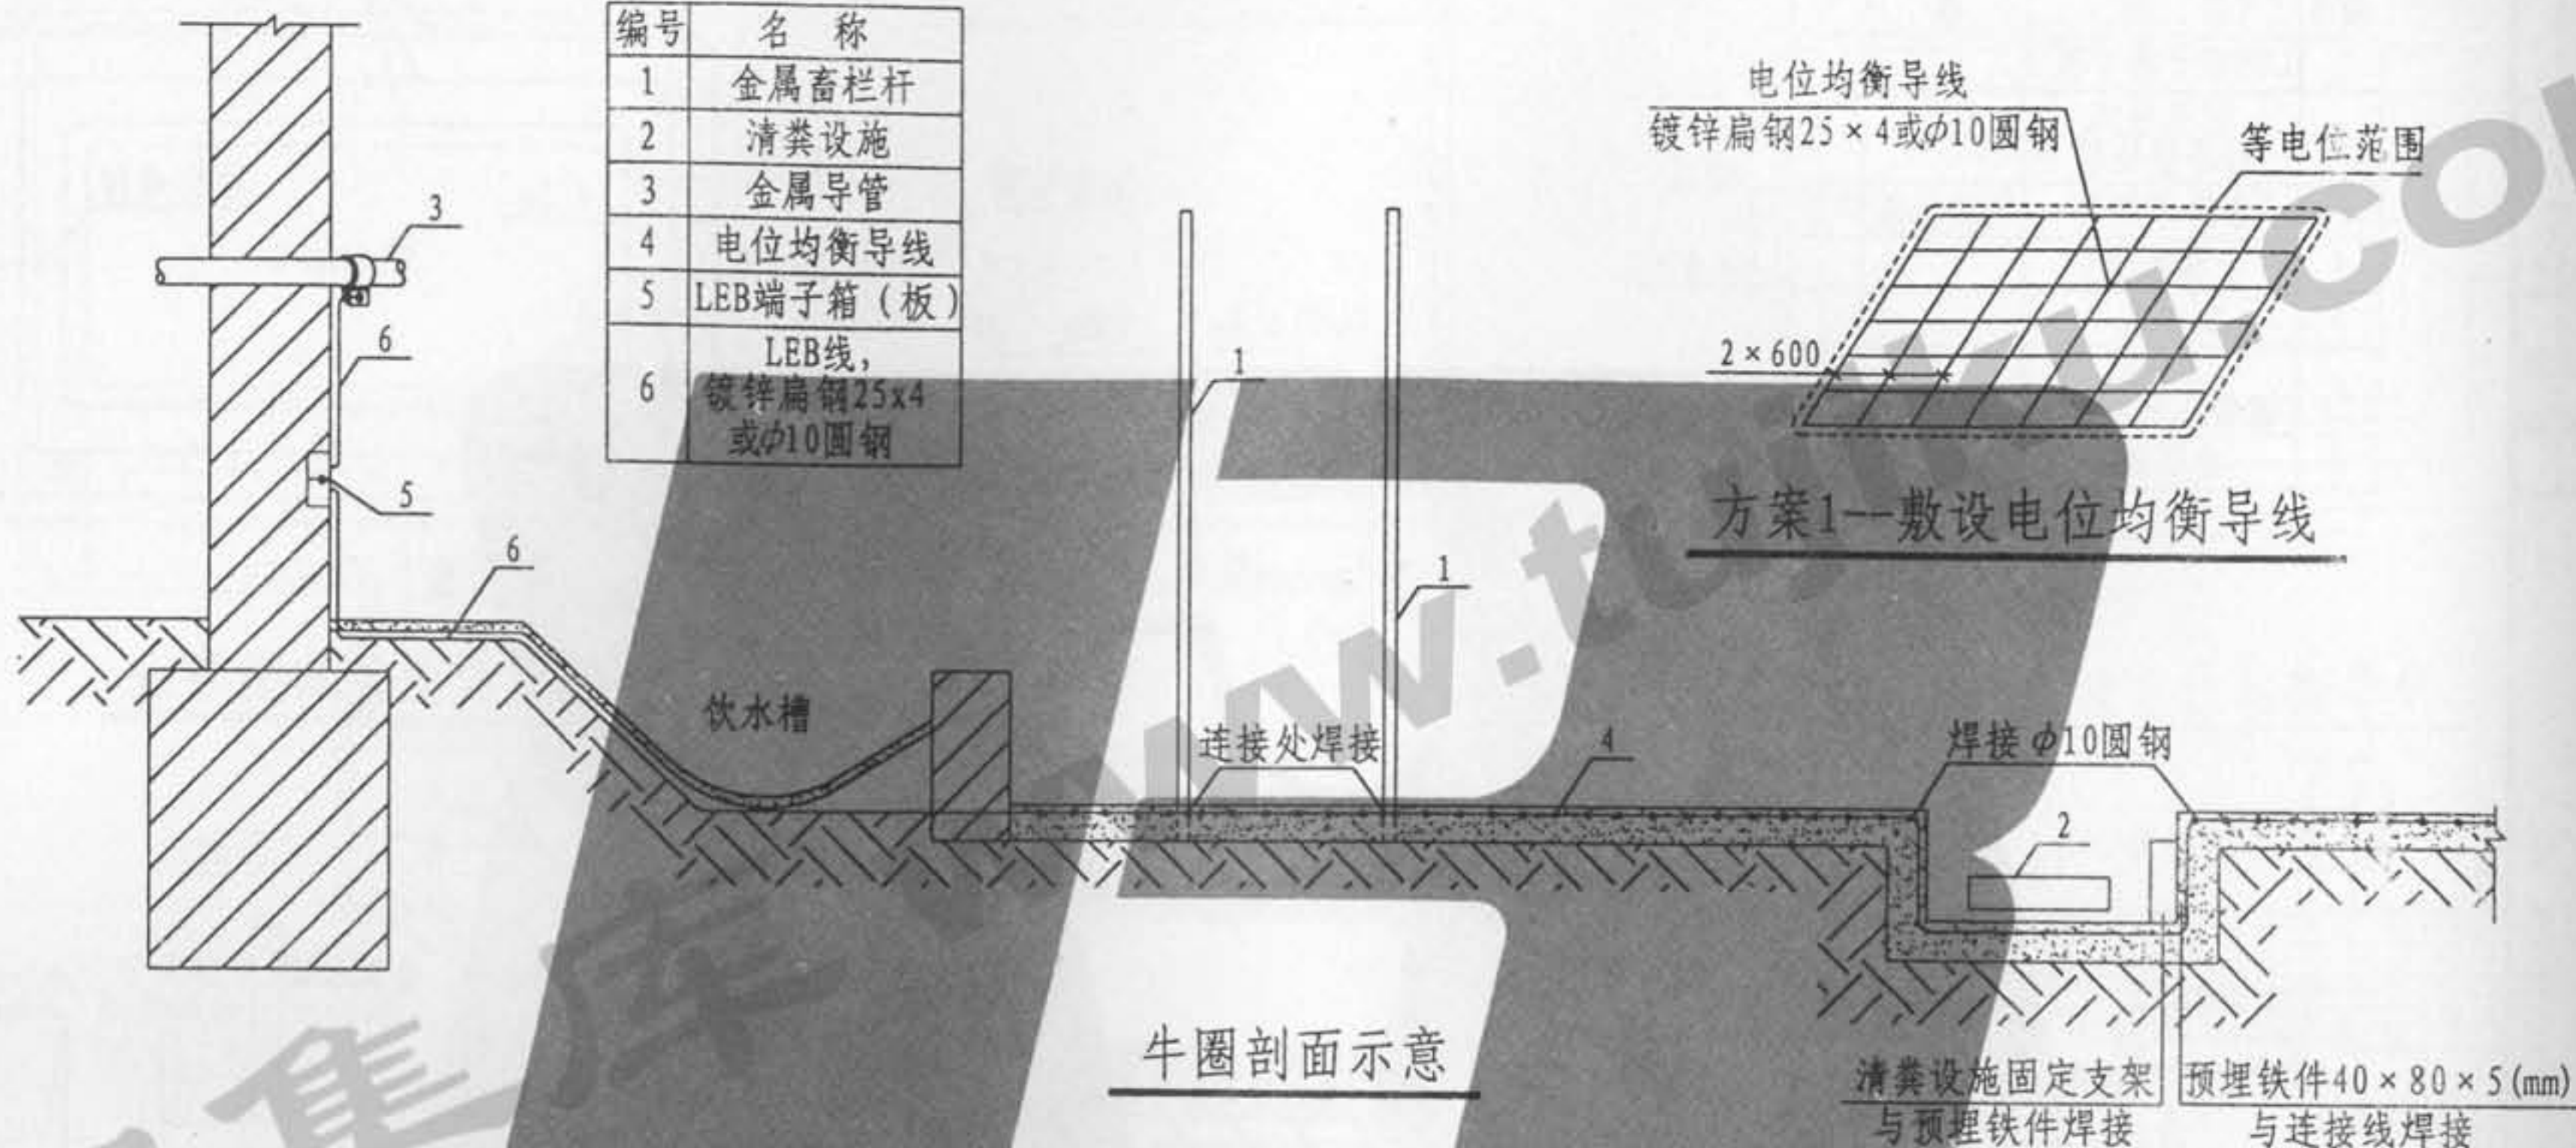 编号 名 称
1 金属畜栏杆
2 清粪设施
3 金属导管
4 电位均衡导线
5 LEB端子箱（板）
6 LEB线，
镀锌扁钢25x4
或φ10圆钢
电位均衡导线
镀锌扁钢25×4或φ10圆钢
等电位范围
2×600
方案1--敷设电位均衡导线
3
6
5
6
1
1
饮水槽
连接处焊接
4
焊接φ10圆钢
2
牛圈剖面示意
清粪设施固定支架
与预埋铁件焊接
预埋铁件40×80×5(mm)
与连接线焊接
www.tujiku.co
集库